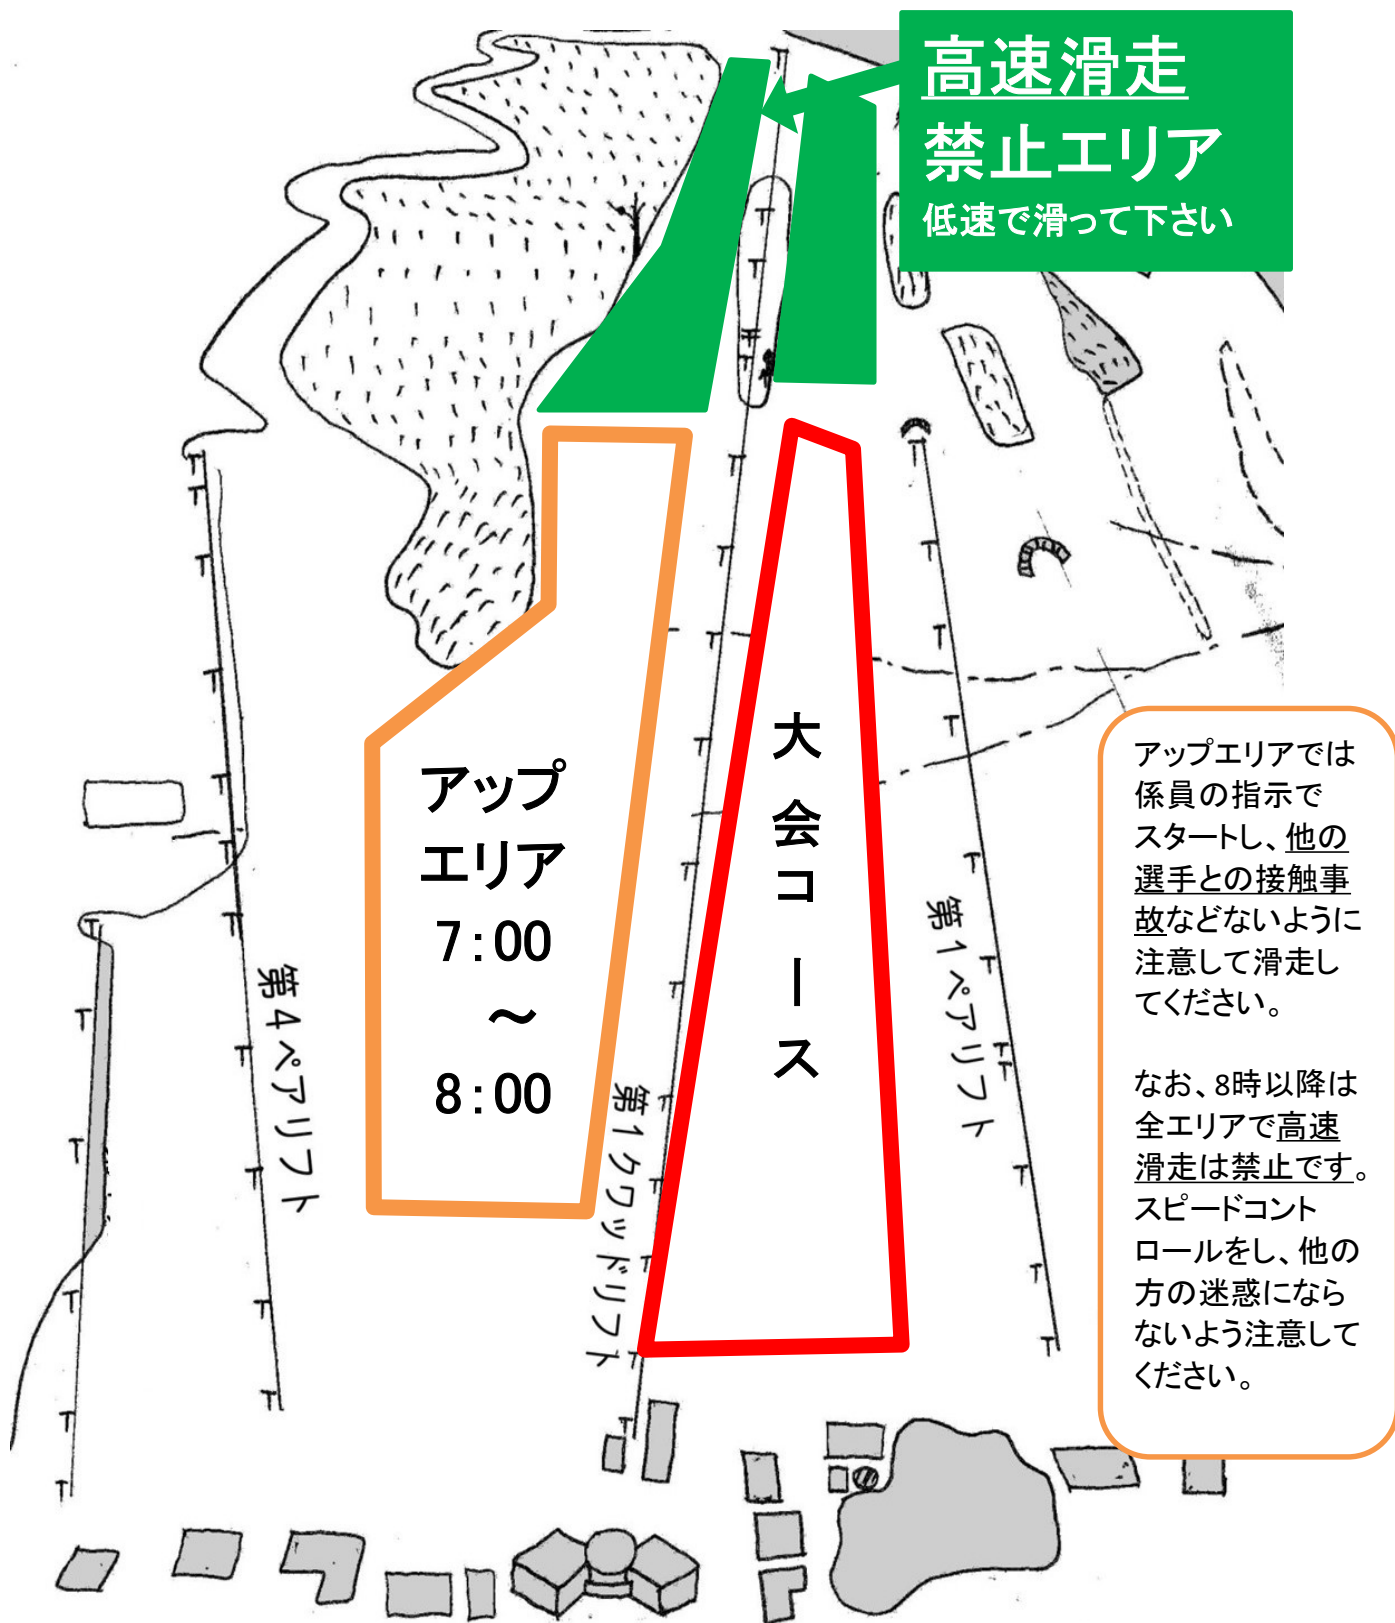 高速滑走
禁止エリア
低速で滑って下さい
アップ
エリア
7:00
～
8:00
大会コース
第4ペアリフト
第1クワッドリフト
第1ペアリフト
アップエリアでは
係員の指示で
スタートし、他の
選手との接触事
故などないように
注意して滑走し
てください。
なお、8時以降は
全エリアで高速
滑走は禁止です。
スピードコント
ロールをし、他の
方の迷惑になら
ないよう注意して
ください。